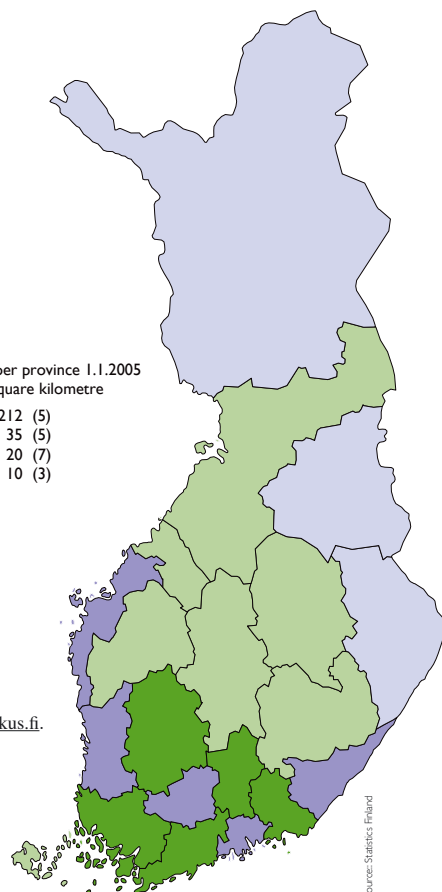 per province 1.1.2005
quare kilometre
212 (5)
35 (5)
20 (7)
10 (3)
kus.fi.
ource: Statistics Finland